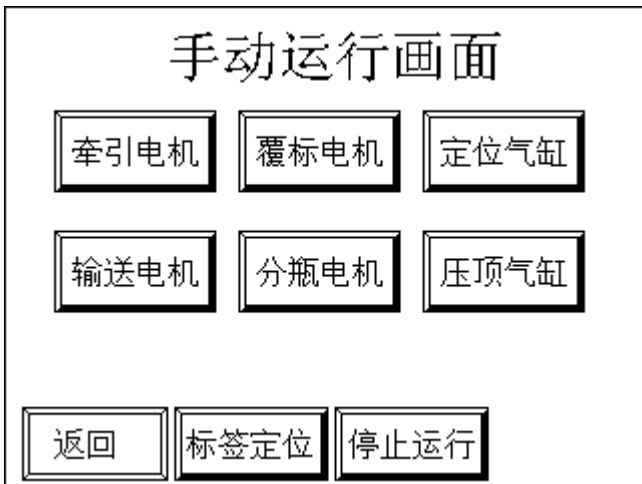 手动运行画面
牵引电机 覆标电机 定位气缸
输送电机 分瓶电机 压顶气缸
返回 标签定位 停止运行